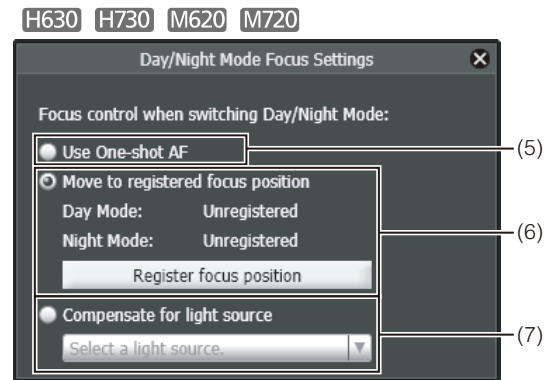 H630 H730 M620 M720
Day/Night Mode Focus Settings
Focus control when switching Day/Night Mode:
Use One-shot AF
(5)
Move to registered focus position
Day Mode: Unregistered
(6)
Night Mode: Unregistered
Register focus position
Compensate for light source
(7)
Select a light source.